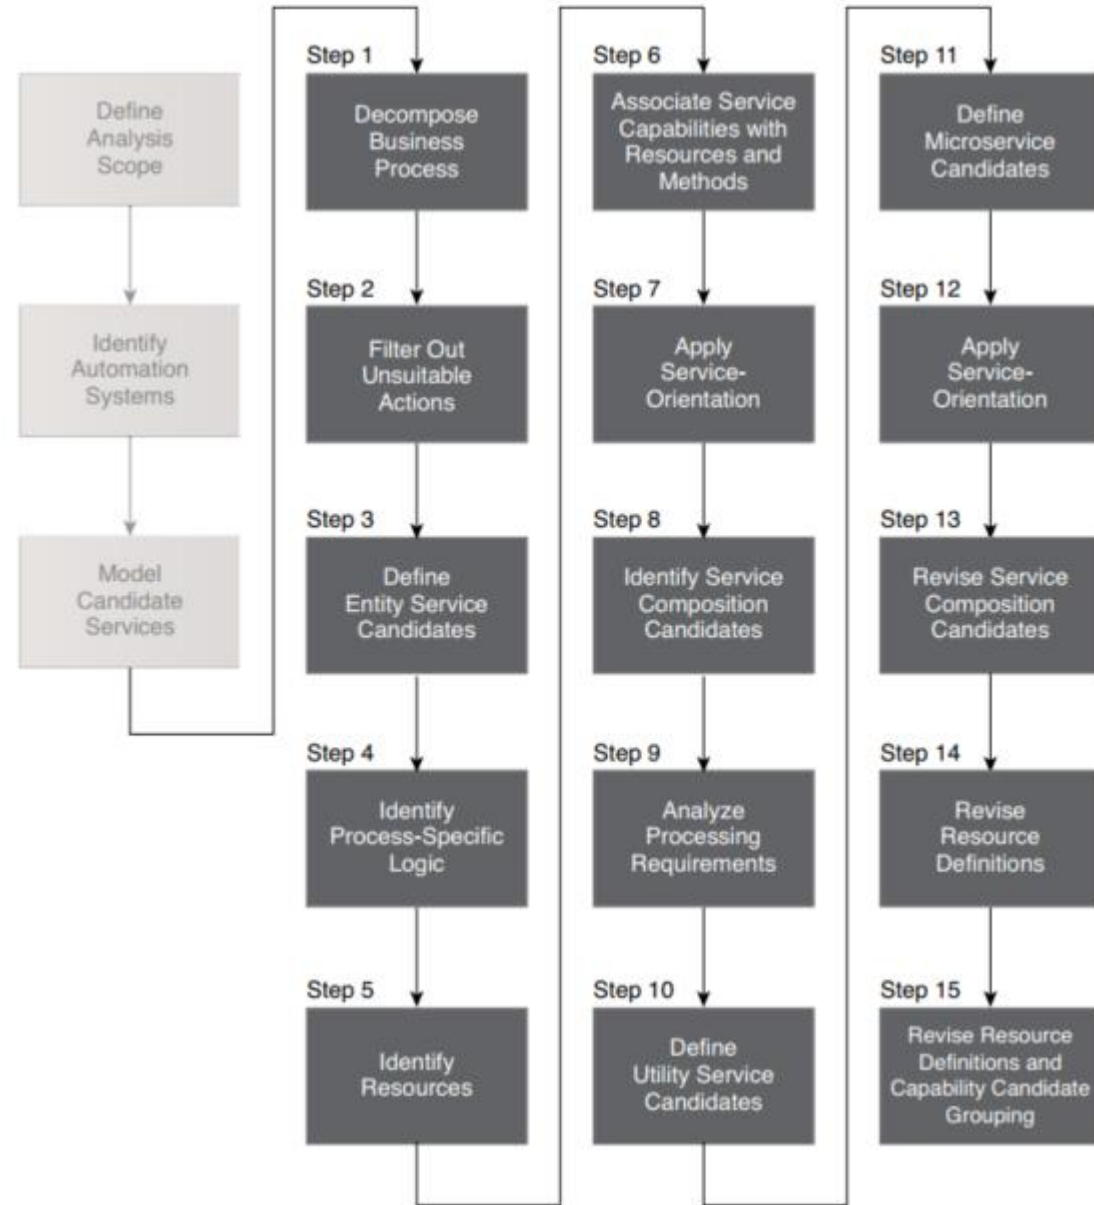 Define
Analysis
Scope
Identify
Automation
Systems
Model
Candidate
Services
Step 1
Decompose
Business
Process
Step 2
Filter Out
Unsuitable
Actions
Step 3
Define
Entity Service
Candidates
Step 4
Identify
Process-Specific
Logic
Step 5
Identify
Resources
Step 6
Associate Service
Capabilities with
Resources and
Methods
Step 7
Apply
Service-
Orientation
Step 8
Identify Service
Composition
Candidates
Step 9
Analyze
Processing
Requirements
Step 10
Define
Utility Service
Candidates
Step 11
Define
Microservice
Candidates
Step 12
Apply
Service-
Orientation
Step 13
Revise Service
Composition
Candidates
Step 14
Revise
Resource
Definitions
Step 15
Revise Resource
Definitions and
Capability Candidate
Grouping